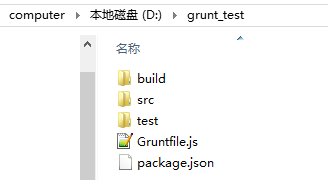 computer ▸ 本地磁盘 (D:) ▸ grunt_test
名称
build
src
test
Gruntfile.js
package.json